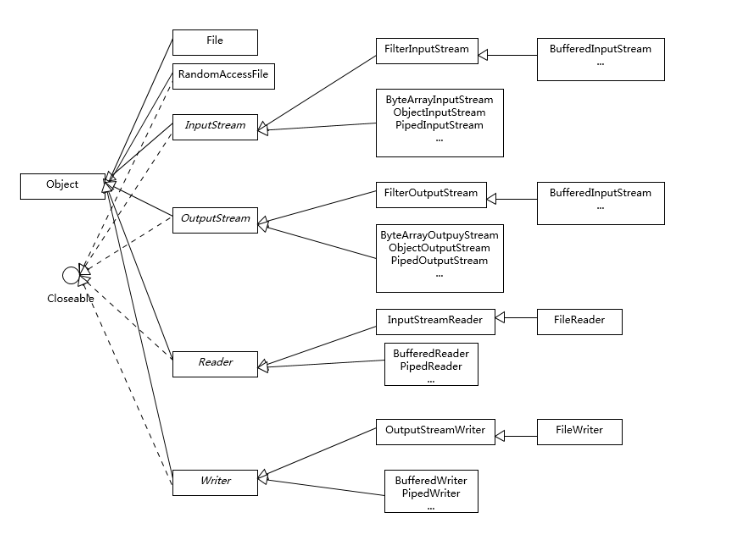 File
RandomAccessFile
InputStream
Object
OutputStream
Closeable
Reader
Writer
FilterInputStream
BufferedInputStream
...
ByteArrayInputStream
ObjectInputStream
PipedInputStream
...
FilterOutputStream
BufferedInputStream
...
ByteArrayOutpuyStream
ObjectOutputStream
PipedOutputStream
...
InputStreamReader
FileReader
BufferedReader
PipedReader
...
OutputStreamWriter
FileWriter
BufferedWriter
PipedWriter
...